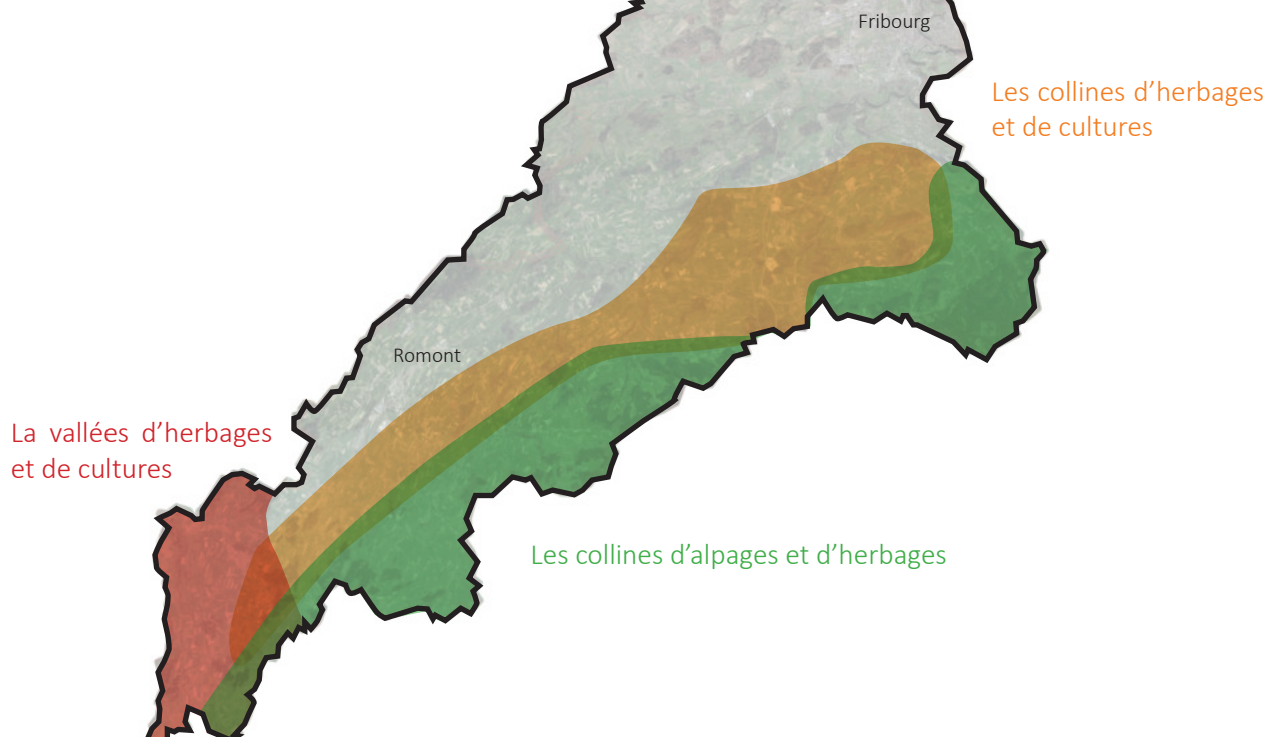 Fribourg
Les collines d’herbages
et de cultures
Romont
La vallées d’herbages
et de cultures
Les collines d’alpages et d’herbages